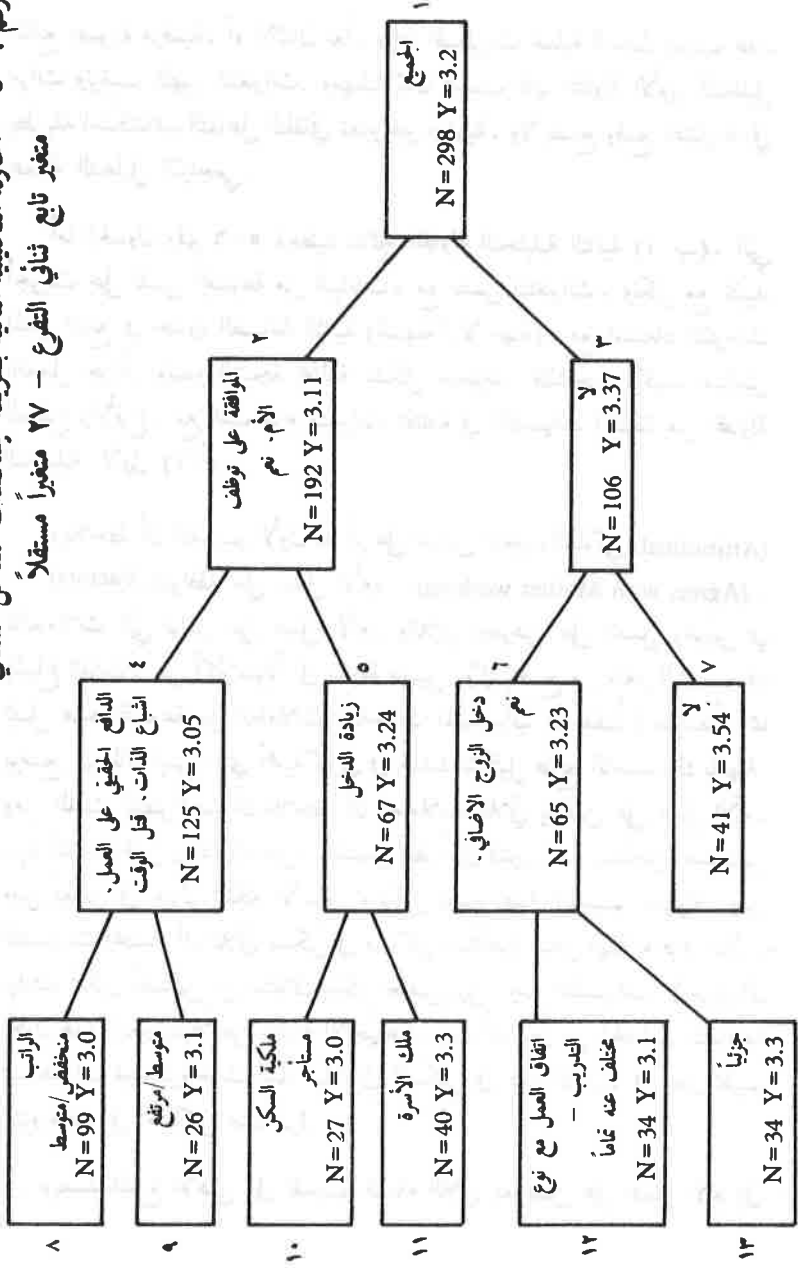 متغير تابع ثنائي التفرع – ٢٧ متغيراً مستقلاً
١
الجميع
N=298 Y=3.2
٢
الموافقة على توظف
الأم. نعم
N=192 Y=3.11
٣
لا
N=106 Y=3.37
٤
الدافع الحقيقي على العمل.
اشباع الذات، قتل الوقت
N=125 Y=3.05
٥
زيادة الدخل
N=67 Y=3.24
٦
دخل الزوج الاضافي.
نعم
N=65 Y=3.23
٧
لا
N=41 Y=3.54
٨
الراتب
منخفض/متوسط
N=99 Y=3.0
٩
متوسط/مرتفع
N=26 Y=3.1
١٠
ملكية السكن
مستأجر
N=27 Y=3.0
١١
ملك الأسرة
N=40 Y=3.3
١٢
اتفاق العمل مع نوع
التدريب –
مختلف عنه تماماً
N=34 Y=3.1
١٣
جزئياً
N=34 Y=3.3